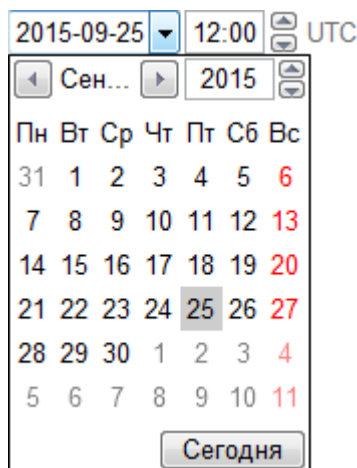 2015-09-25 12:00 UTC
Сен... 2015
Пн Вт Ср Чт Пт Сб Вс
31 1 2 3 4 5 6
7 8 9 10 11 12 13
14 15 16 17 18 19 20
21 22 23 24 25 26 27
28 29 30 1 2 3 4
5 6 7 8 9 10 11
Сегодня